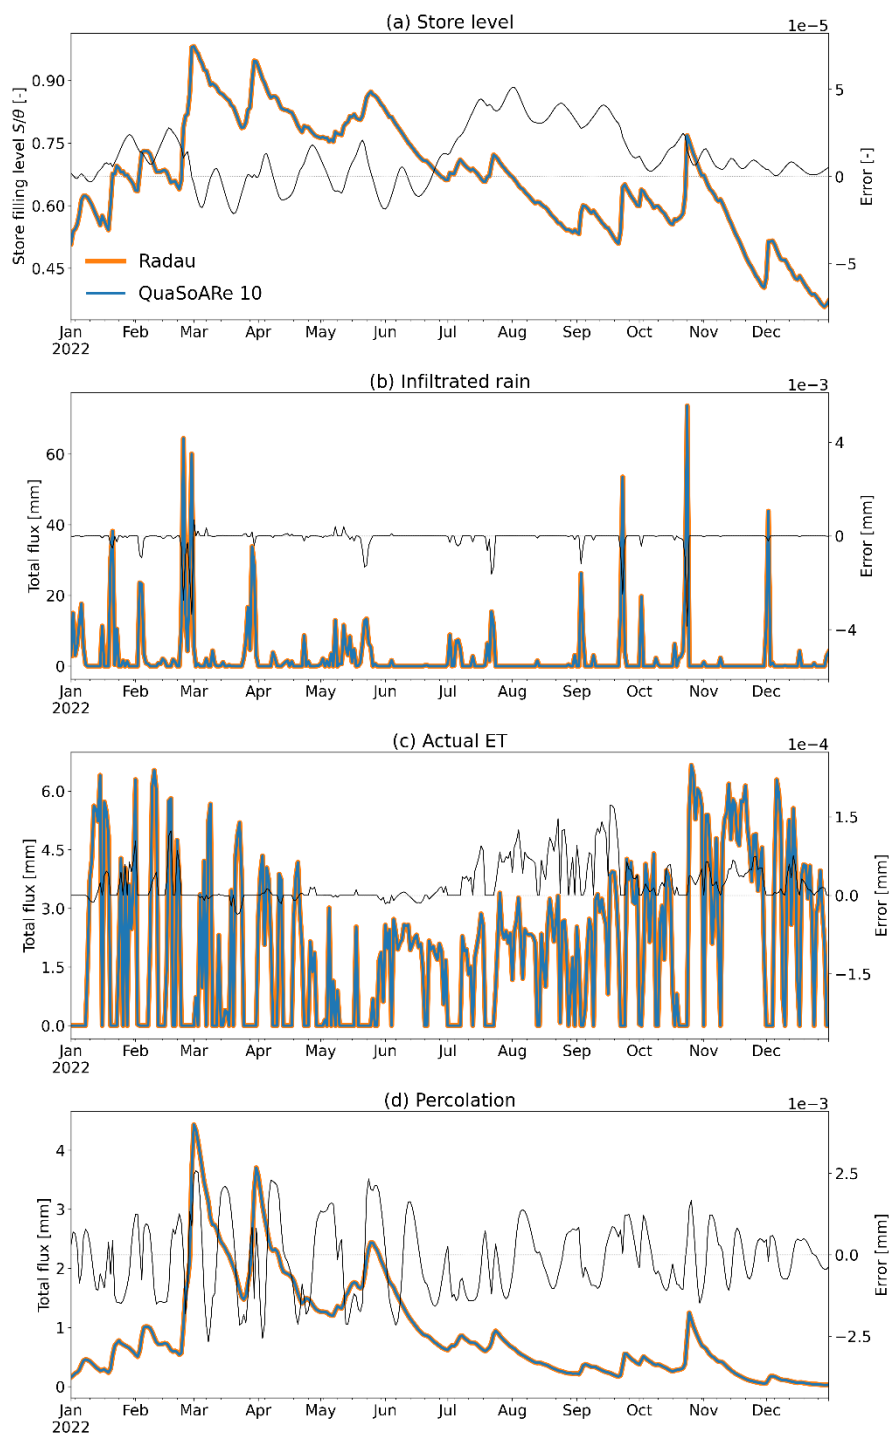 (a) Store level
1e−5
Store filling level S/θ [-]
0.90
0.75
0.60
0.45
5
0
−5
Error [-]
Radau
QuaSoARe 10
Jan Feb Mar Apr May Jun Jul Aug Sep Oct Nov Dec
2022
(b) Infiltrated rain
1e−3
Total flux [mm]
60
40
20
0
4
0
−4
Error [mm]
Jan Feb Mar Apr May Jun Jul Aug Sep Oct Nov Dec
2022
(c) Actual ET
1e−4
Total flux [mm]
6.0
4.5
3.0
1.5
0.0
1.5
0.0
−1.5
Error [mm]
Jan Feb Mar Apr May Jun Jul Aug Sep Oct Nov Dec
2022
(d) Percolation
1e−3
Total flux [mm]
4
3
2
1
0
2.5
0.0
−2.5
Error [mm]
Jan Feb Mar Apr May Jun Jul Aug Sep Oct Nov Dec
2022